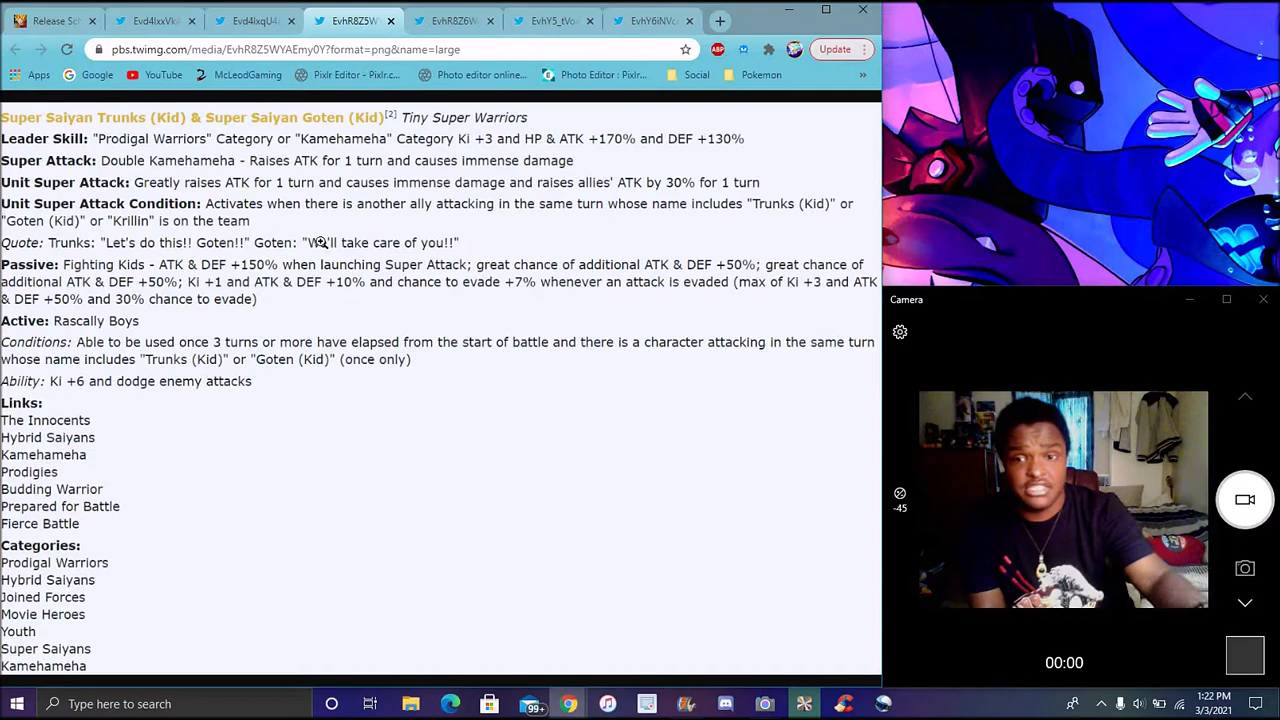 Release Sch
Evd4IxxVkA
Evd4IxqU4A
EvhR8Z5W
EvhR8Z6W
EvhY5_tVo
EvhY6iNVc
pbs.twimg.com/media/EvhR8Z5WYAEmy0Y?format=png&name=large
ABP
Update
Apps
Google
YouTube
McLeodGaming
Pixlr Editor - Pixlr.c...
Photo editor online...
Photo Editor : Pixlr...
Social
Pokemon
»
Super Saiyan Trunks (Kid) & Super Saiyan Goten (Kid)[2] Tiny Super Warriors
Leader Skill: "Prodigal Warriors" Category or "Kamehameha" Category Ki +3 and HP & ATK +170% and DEF +130%
Super Attack: Double Kamehameha - Raises ATK for 1 turn and causes immense damage
Unit Super Attack: Greatly raises ATK for 1 turn and causes immense damage and raises allies' ATK by 30% for 1 turn
Unit Super Attack Condition: Activates when there is another ally attacking in the same turn whose name includes "Trunks (Kid)" or
"Goten (Kid)" or "Krillin" is on the team
Quote: Trunks: "Let's do this!! Goten!!" Goten: "We'll take care of you!!"
Passive: Fighting Kids - ATK & DEF +150% when launching Super Attack; great chance of additional ATK & DEF +50%; great chance of
additional ATK & DEF +50%; Ki +1 and ATK & DEF +10% and chance to evade +7% whenever an attack is evaded (max of Ki +3 and ATK
& DEF +50% and 30% chance to evade)
Active: Rascally Boys
Conditions: Able to be used once 3 turns or more have elapsed from the start of battle and there is a character attacking in the same turn
whose name includes "Trunks (Kid)" or "Goten (Kid)" (once only)
Ability: Ki +6 and dodge enemy attacks
Links:
The Innocents
Hybrid Saiyans
Kamehameha
Prodigies
Budding Warrior
Prepared for Battle
Fierce Battle
Categories:
Prodigal Warriors
Hybrid Saiyans
Joined Forces
Movie Heroes
Youth
Super Saiyans
Kamehameha
Camera
-45
00:00
Type here to search
99+
1:22 PM
3/3/2021